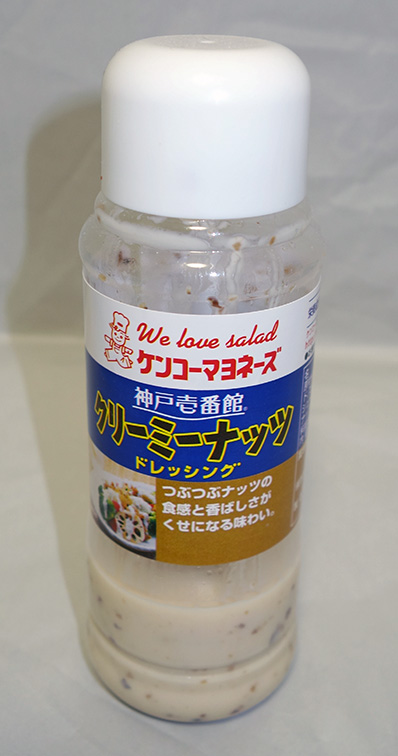 We love salad
ケンコーマヨネーズ
神戸壱番館®
クリーミーナッツ
ドレッシング
つぶつぶナッツの
食感と香ばしさが
くせになる味わい。